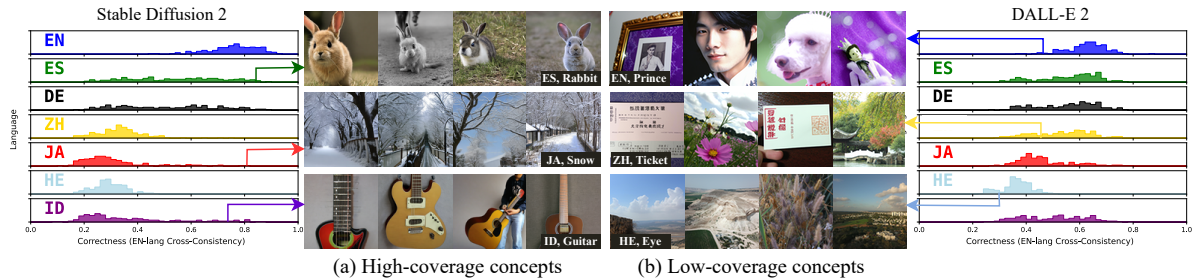 Stable Diffusion 2
EN
ES
DE
ZH
JA
HE
ID
Language
0.0 0.2 0.4 0.6 0.8 1.0
Correctness (EN-lang Cross-Consistency)
ES, Rabbit
JA, Snow
ID, Guitar
(a) High-coverage concepts
EN, Prince
ZH, Ticket
HE, Eye
(b) Low-coverage concepts
DALL-E 2
EN
ES
DE
ZH
JA
HE
ID
0.0 0.2 0.4 0.6 0.8 1.0
Correctness (EN-lang Cross-Consistency)